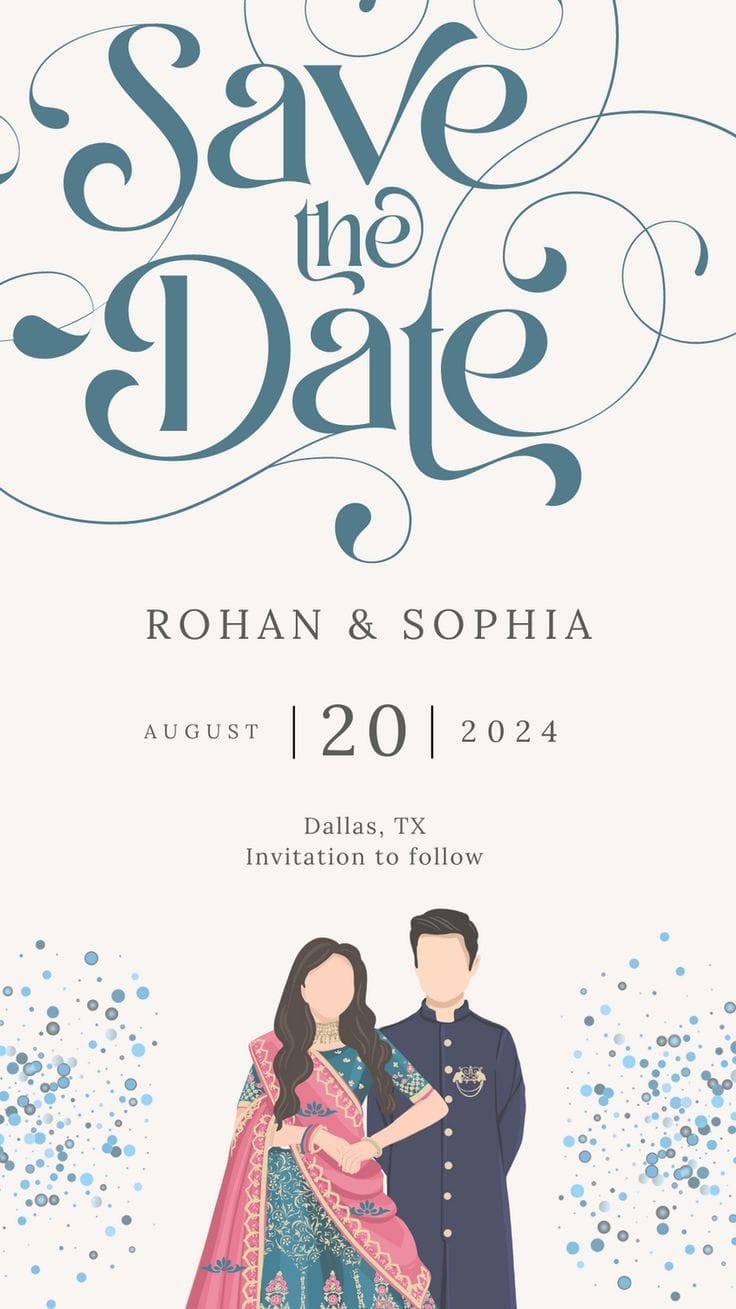 Save
the
Date
ROHAN & SOPHIA
AUGUST | 20 | 2024
Dallas, TX
Invitation to follow